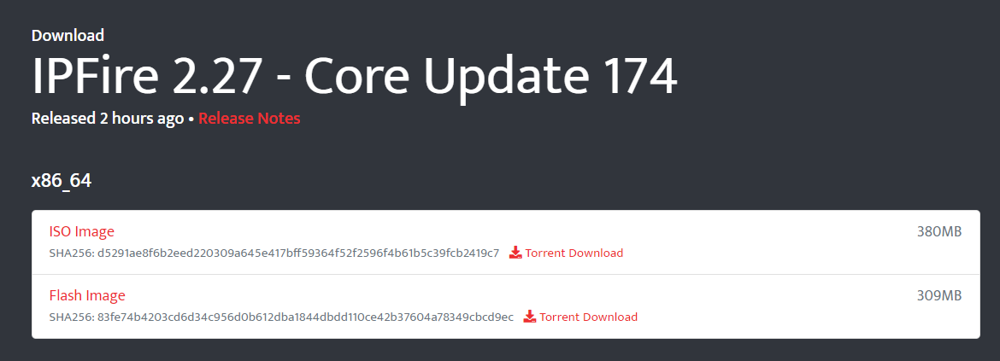 Download
IPFire 2.27 - Core Update 174
Released 2 hours ago • Release Notes
x86_64
ISO Image 380MB
SHA256: d5291ae8f6b2eed220309a645e417bff59364f52f2596f4b61b5c39fcb2419c7 Torrent Download
Flash Image 309MB
SHA256: 83fe74b4203cd6d34c956d0b612dba1844dbdd110ce42b37604a78349cbcd9ec Torrent Download